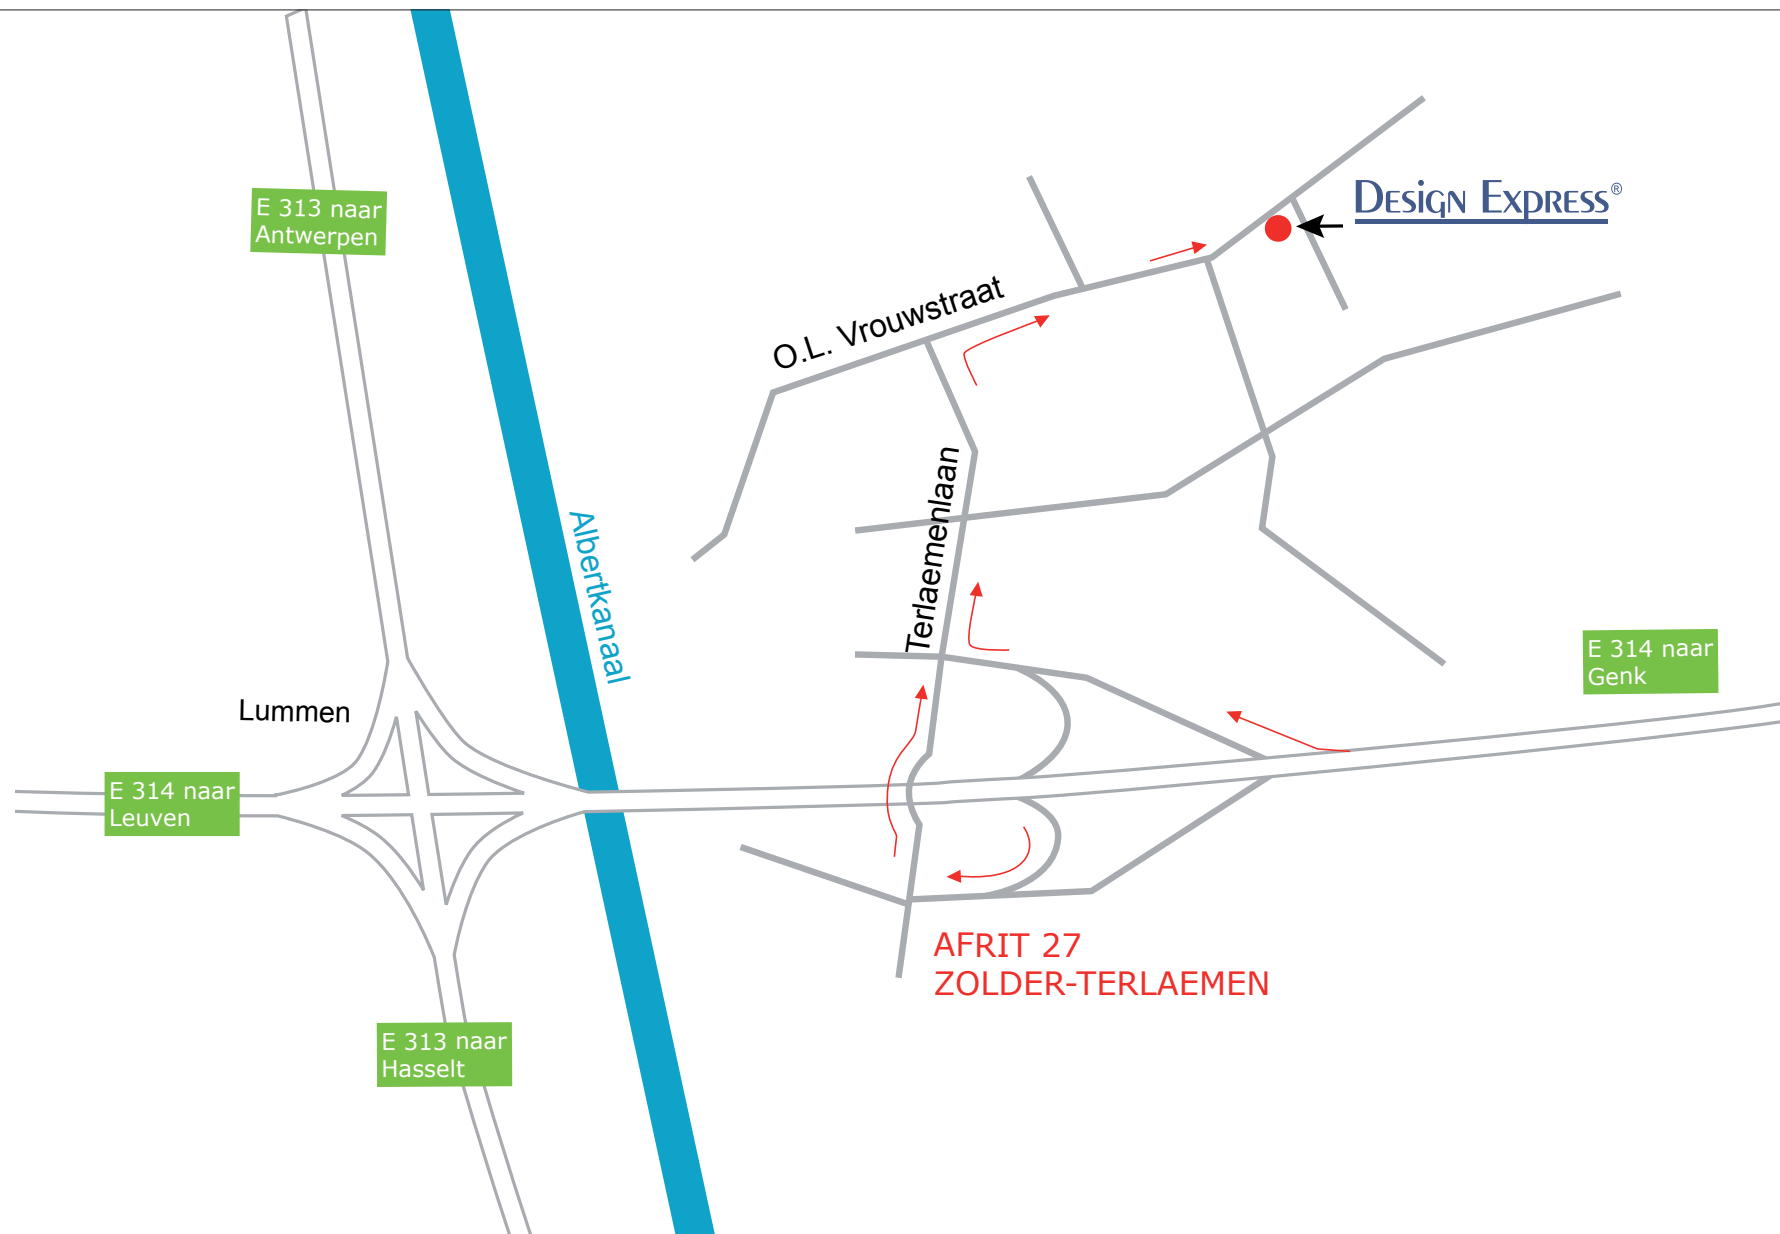 E 313 naar
Antwerpen
DESiGN EXPRESS®
O.L. Vrouwstraat
Terlaemenlaan
Albertkanaal
E 314 naar
Genk
Lummen
E 314 naar
Leuven
AFRIT 27
ZOLDER-TERLAEMEN
E 313 naar
Hasselt